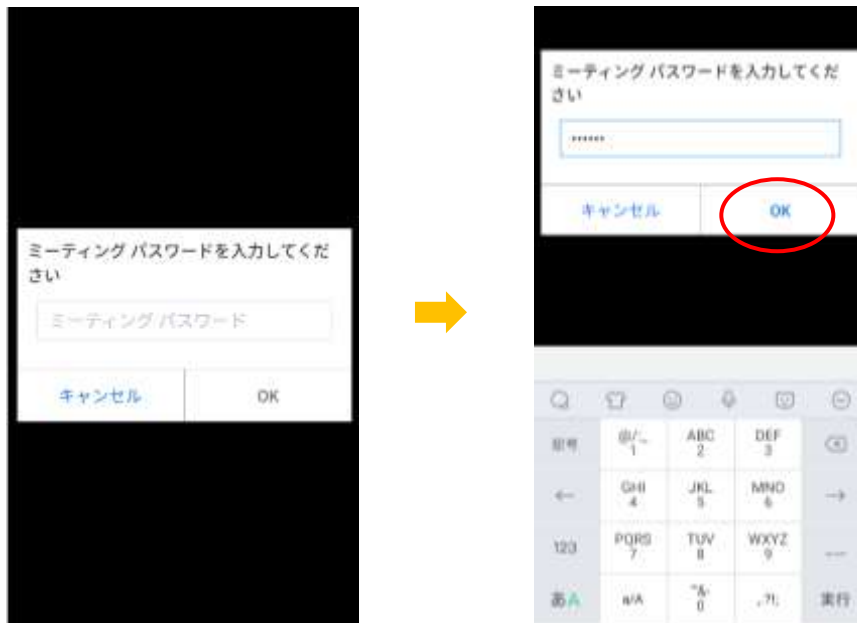 ミーティング パスワードを入力してくだ
さい
ミーティング パスワード
キャンセル
OK
ミーティング パスワードを入力してくだ
さい
••••••
キャンセル
OK
記号
@/:_
1
ABC
2
DEF
3
GHI
4
JKL
5
MNO
6
123
PQRS
7
TUV
8
WXYZ
9
あA
a/A
0
実行